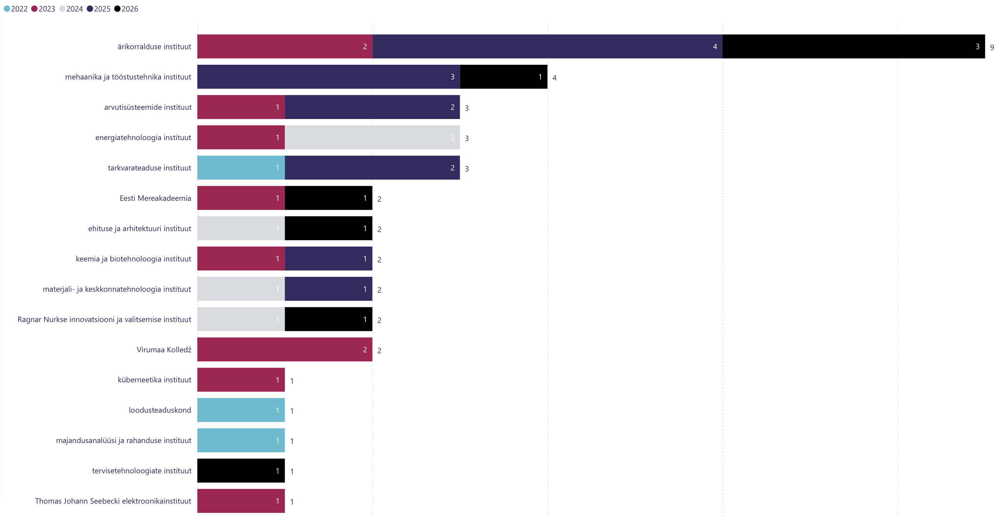 2022 2023 2024 2025 2026
ärikorralduse instituut 2 4 3 9
mehaanika ja tööstustehnika instituut 3 1 4
arvutisüsteemide instituut 1 2 3
energiatehnoloogia instituut 1 2 3
tarkvarateaduse instituut 1 2 3
Eesti Mereakadeemia 1 1 2
ehituse ja arhitektuuri instituut 1 1 2
keemia ja biotehnoloogia instituut 1 1 2
materjali- ja keskkonnatehnoloogia instituut 1 1 2
Ragnar Nurkse innovatsiooni ja valitsemise instituut 1 1 2
Virumaa Kolledž 2 2
küberneetika instituut 1 1
loodusteaduskond 1 1
majandusanalüüsi ja rahanduse instituut 1 1
tervisetehnoloogiate instituut 1 1
Thomas Johann Seebecki elektroonikainstituut 1 1